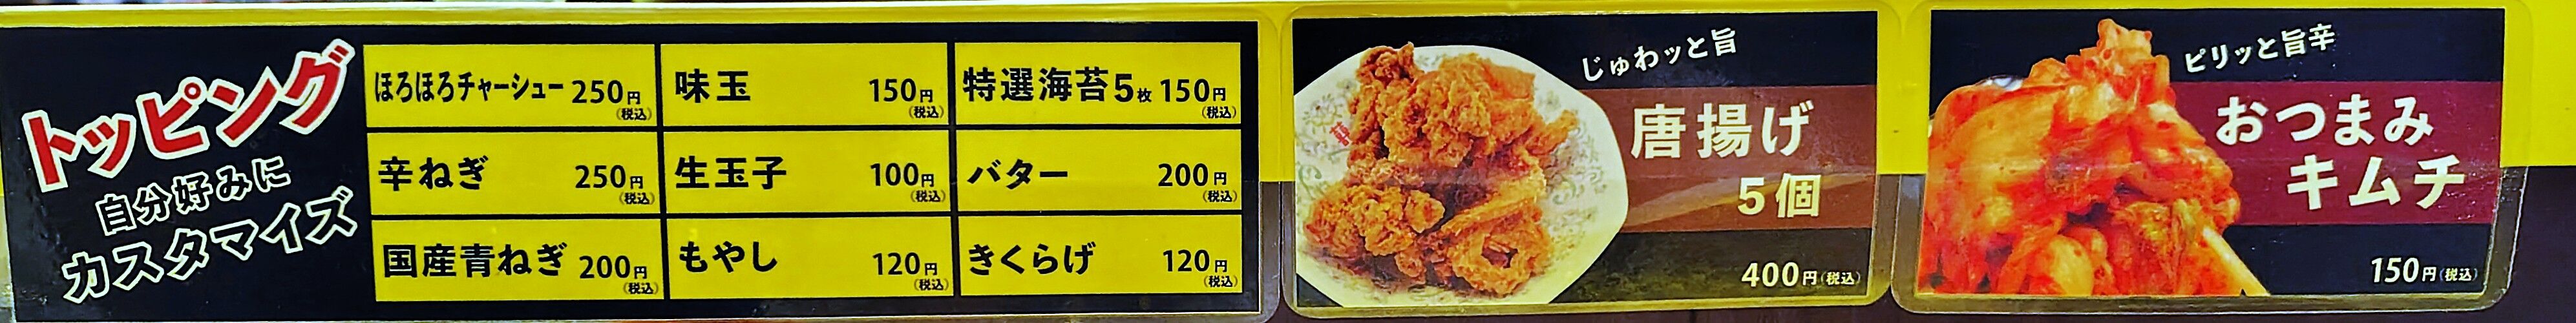 トッピング
自分好みに
カスタマイズ
ほろほろチャーシュー 250円(税込)
味玉 150円(税込)
特選海苔5枚 150円(税込)
辛ねぎ 250円(税込)
生玉子 100円(税込)
バター 200円(税込)
国産青ねぎ 200円(税込)
もやし 120円(税込)
きくらげ 120円(税込)
じゅわッと旨
唐揚げ
5個
400円(税込)
ピリッと旨辛
おつまみ
キムチ
150円(税込)